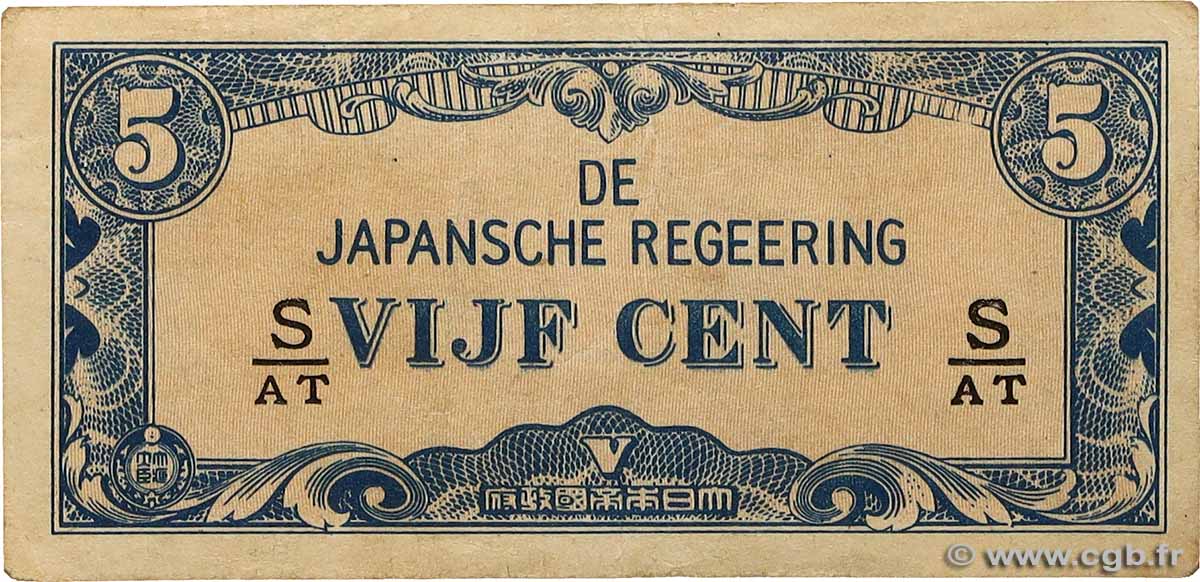 5 5
DE
JAPANSCHE REGEERING
S VIJF CENT S
AT AT
V
府政國帝本日大
© www.cgb.fr